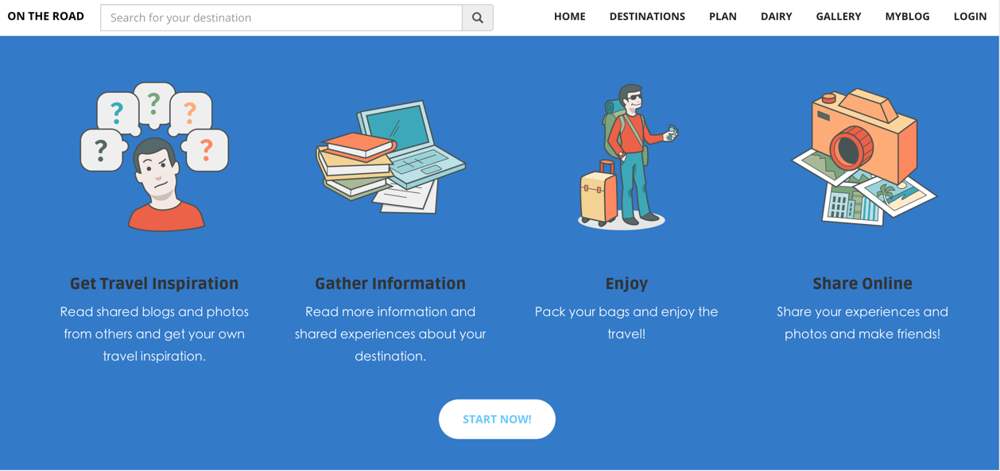 ON THE ROAD
Search for your destination
HOME DESTINATIONS PLAN DAIRY GALLERY MYBLOG LOGIN
? ? ? ? ?
Get Travel Inspiration
Read shared blogs and photos
from others and get your own
travel inspiration.
Gather Information
Read more information and
shared experiences about your
destination.
Enjoy
Pack your bags and enjoy the
travel!
Share Online
Share your experiences and
photos and make friends!
START NOW!